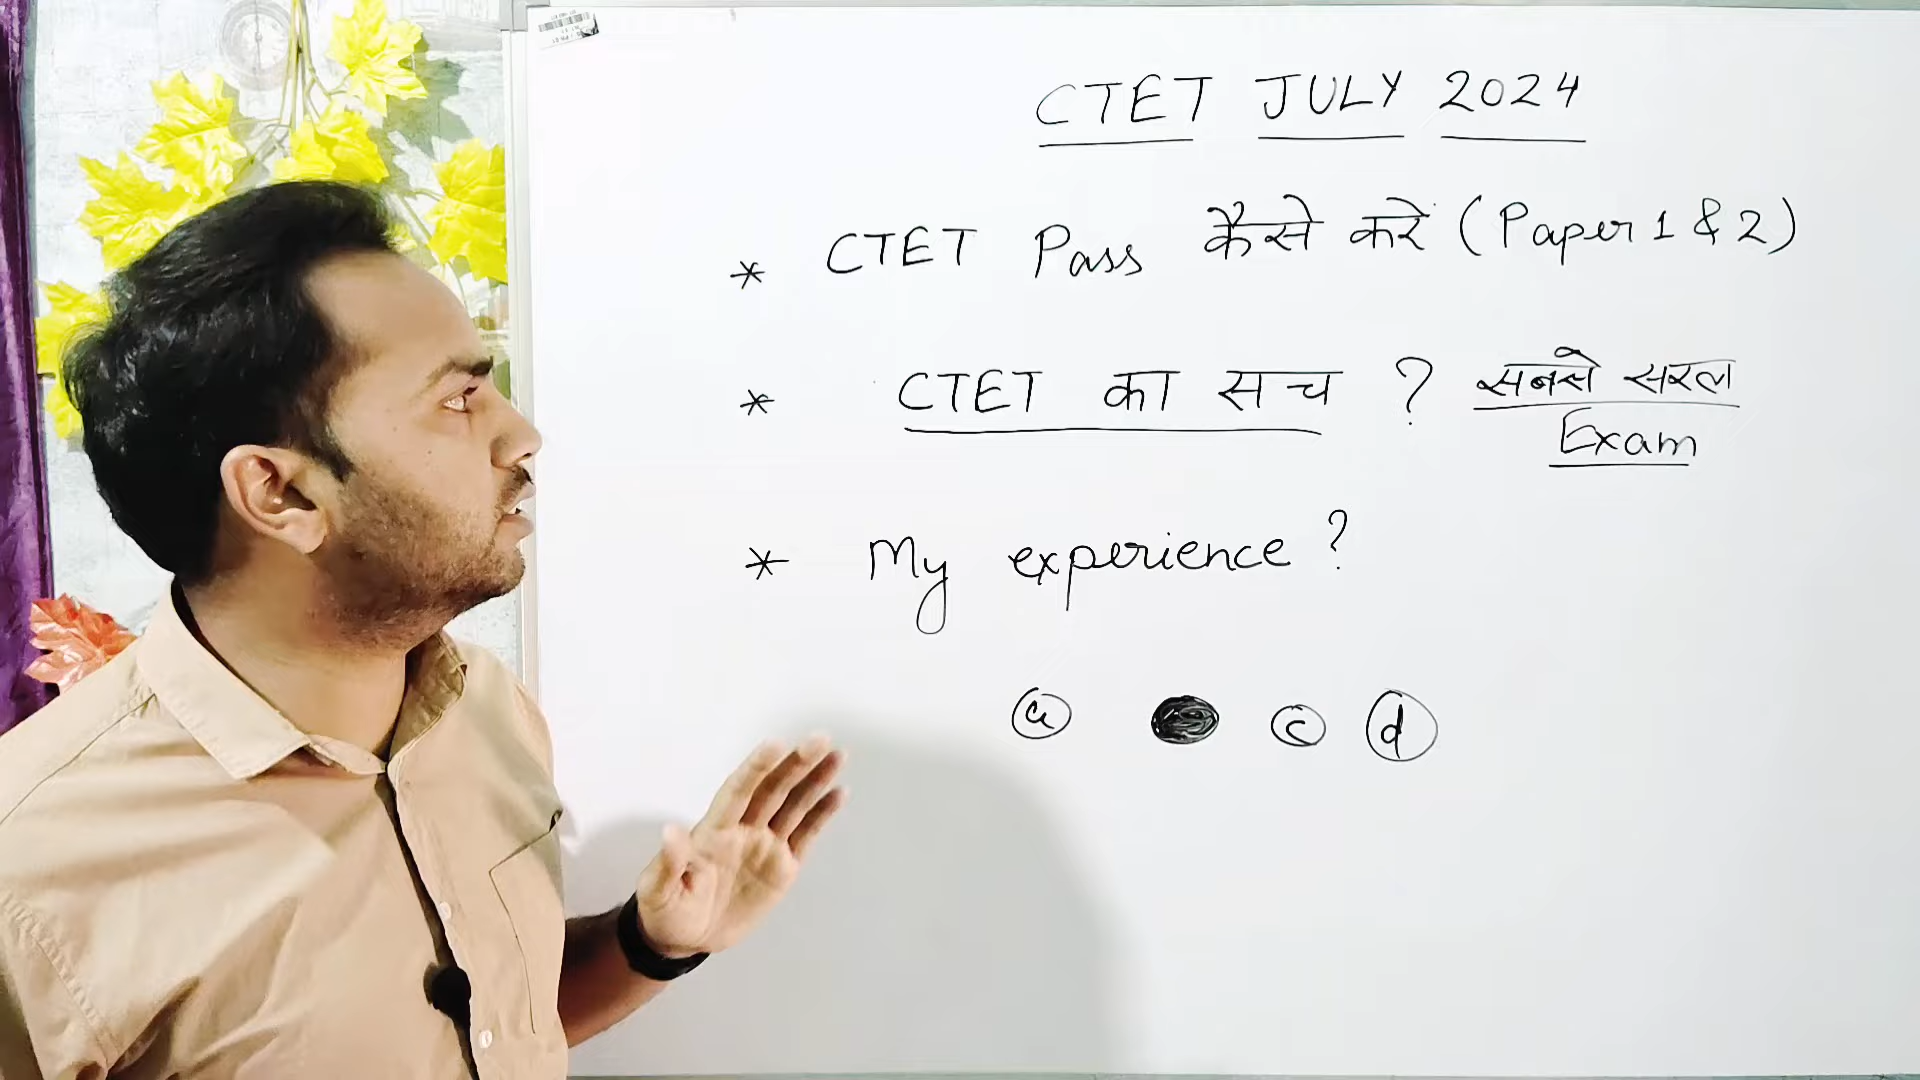 CTET JULY 2024
* CTET Pass कैसे करे (Paper 1 & 2)
* CTET का सच ? सबसे सरल
Exam
* My experience ?
a c d